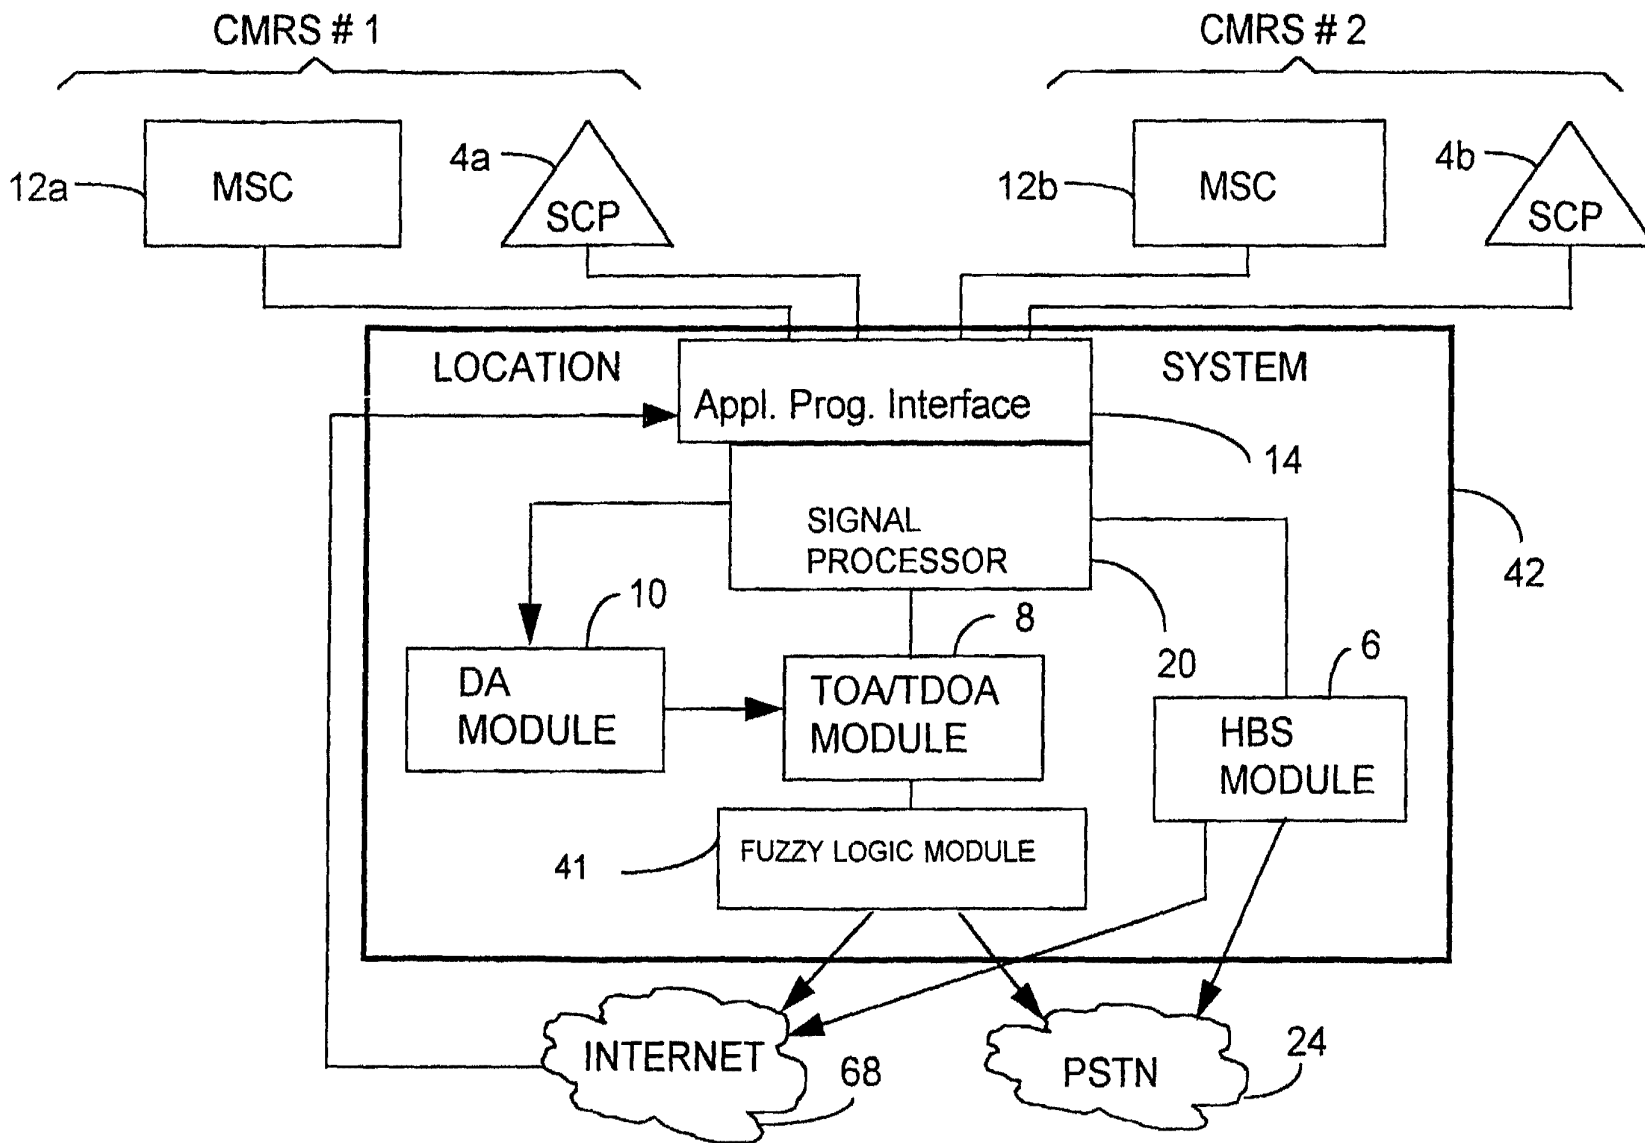 CMRS # 1
CMRS # 2
12a
MSC
4a
SCP
12b
MSC
4b
SCP
LOCATION
SYSTEM
Appl. Prog. Interface
14
SIGNAL
PROCESSOR
42
10
8
20
6
DA
MODULE
TOA/TDOA
MODULE
HBS
MODULE
41
FUZZY LOGIC MODULE
INTERNET
68
PSTN
24